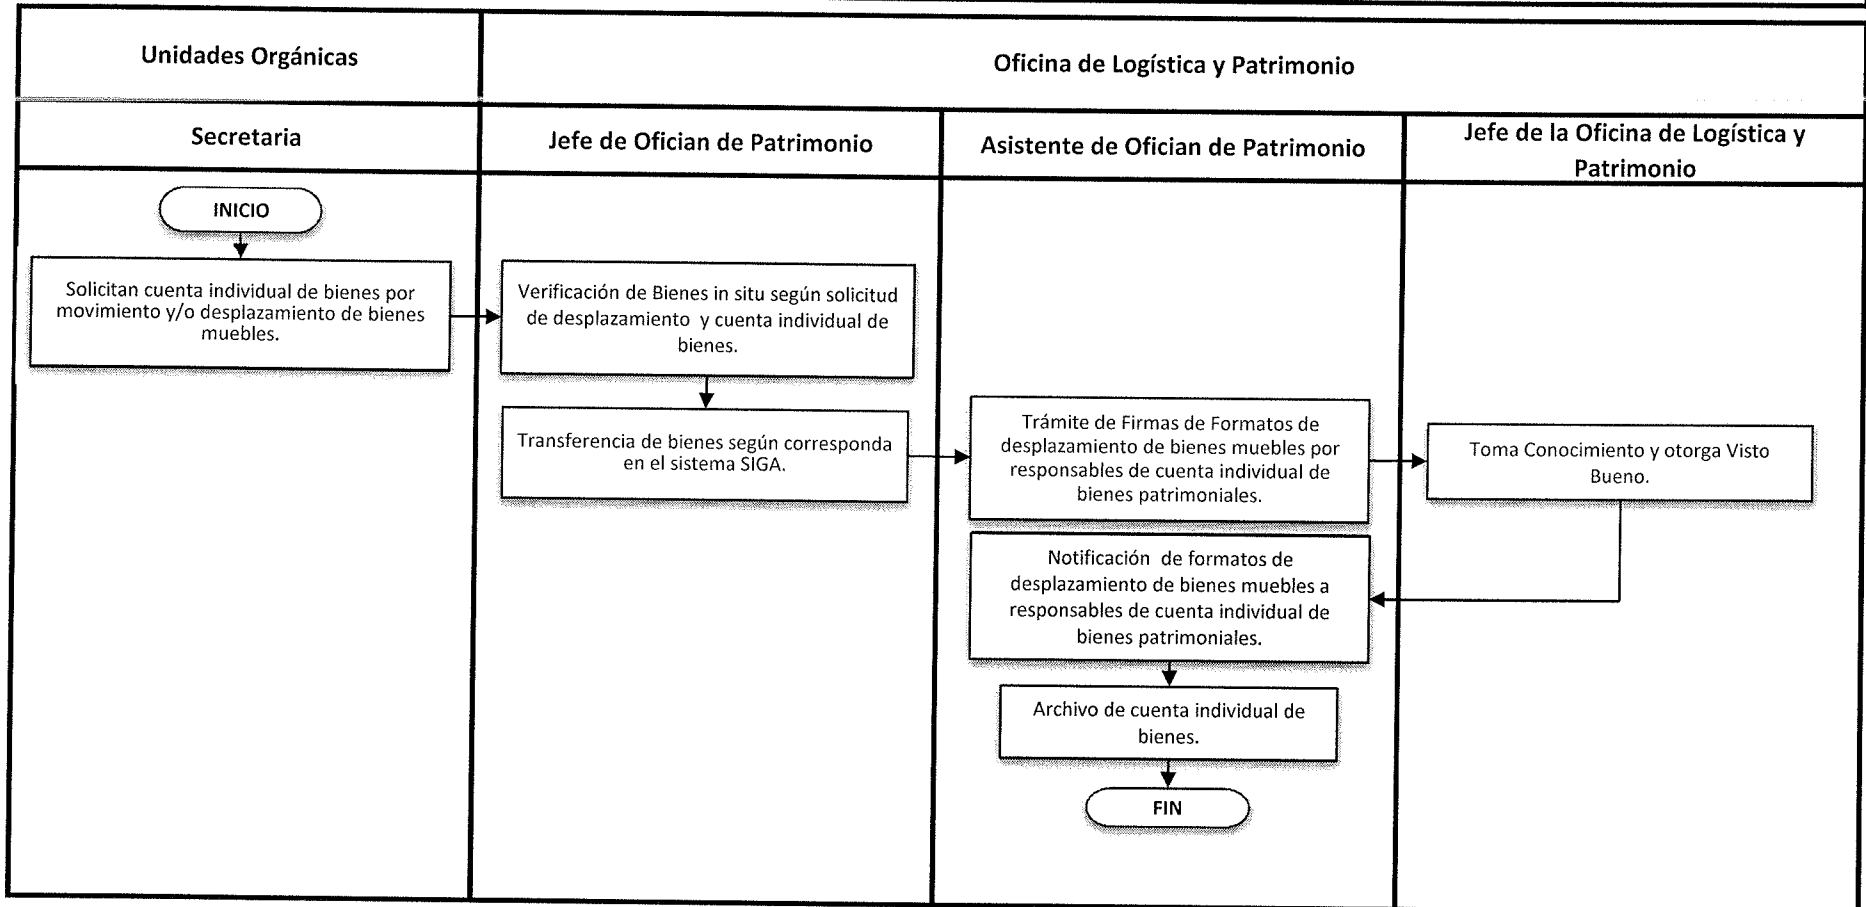 Unidades Orgánicas
Oficina de Logística y Patrimonio
Secretaria
Jefe de Ofician de Patrimonio
Asistente de Ofician de Patrimonio
Jefe de la Oficina de Logística y
Patrimonio
INICIO
Solicitan cuenta individual de bienes por
movimiento y/o desplazamiento de bienes
muebles.
Verificación de Bienes in situ según solicitud
de desplazamiento y cuenta individual de
bienes.
Transferencia de bienes según corresponda
en el sistema SIGA.
Trámite de Firmas de Formatos de
desplazamiento de bienes muebles por
responsables de cuenta individual de
bienes patrimoniales.
Toma Conocimiento y otorga Visto
Bueno.
Notificación de formatos de
desplazamiento de bienes muebles a
responsables de cuenta individual de
bienes patrimoniales.
Archivo de cuenta individual de
bienes.
FIN